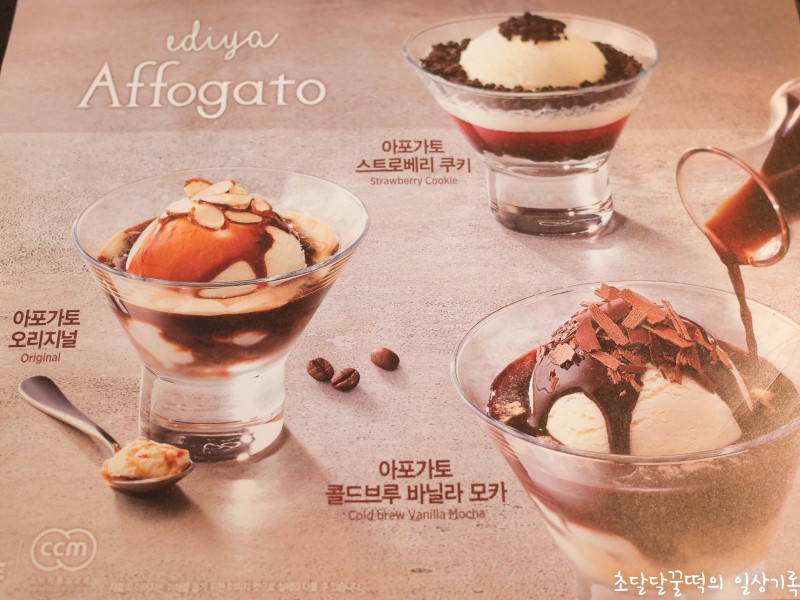 ediya
Affogato
아포가토
스트로베리 쿠키
Strawberry Cookie
아포가토
오리지널
Original
아포가토
콜드브루 바닐라 모카
Cold brew Vanilla Mocha
ccm
초달달꿀떡의 일상기록